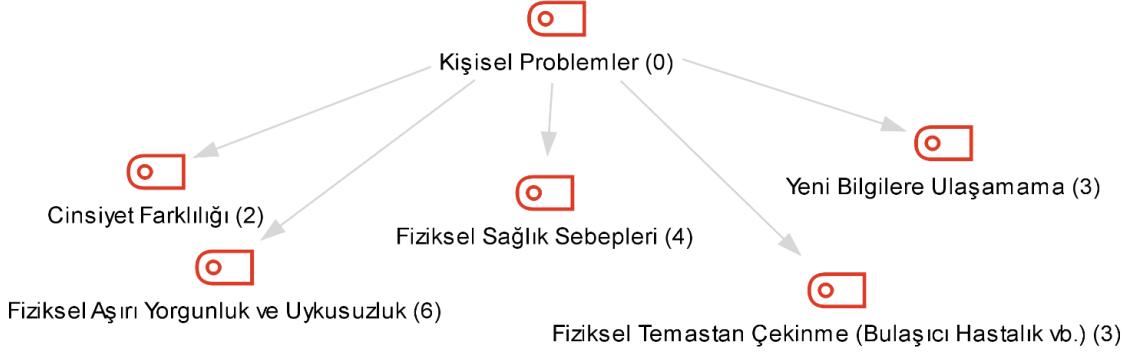 Kişisel Problemler (0)
Yeni Bilgilere Ulaşamama (3)
Cinsiyet Farklılığı (2)
Fiziksel Sağlık Sebepleri (4)
Fiziksel Aşırı Yorgunluk ve Uykusuzluk (6)
Fiziksel Temastan Çekinme (Bulaşıcı Hastalık vb.) (3)